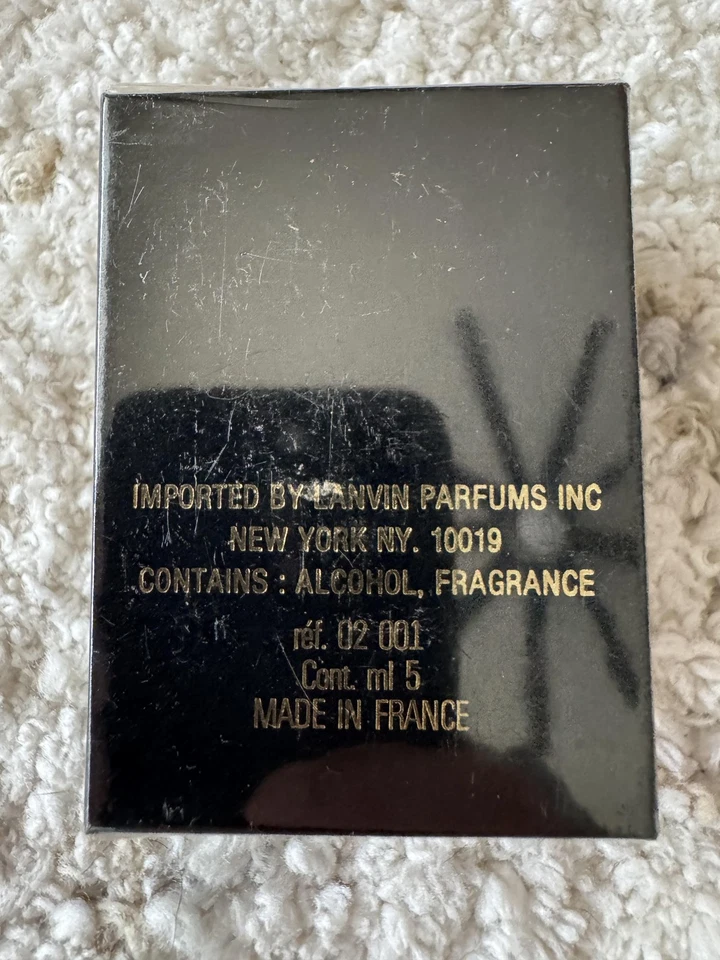 IMPORTED BY LANVIN PARFUMS INC
NEW YORK NY. 10019
CONTAINS : ALCOHOL, FRAGRANCE
réf. 02 001
Cont. ml 5
MADE IN FRANCE